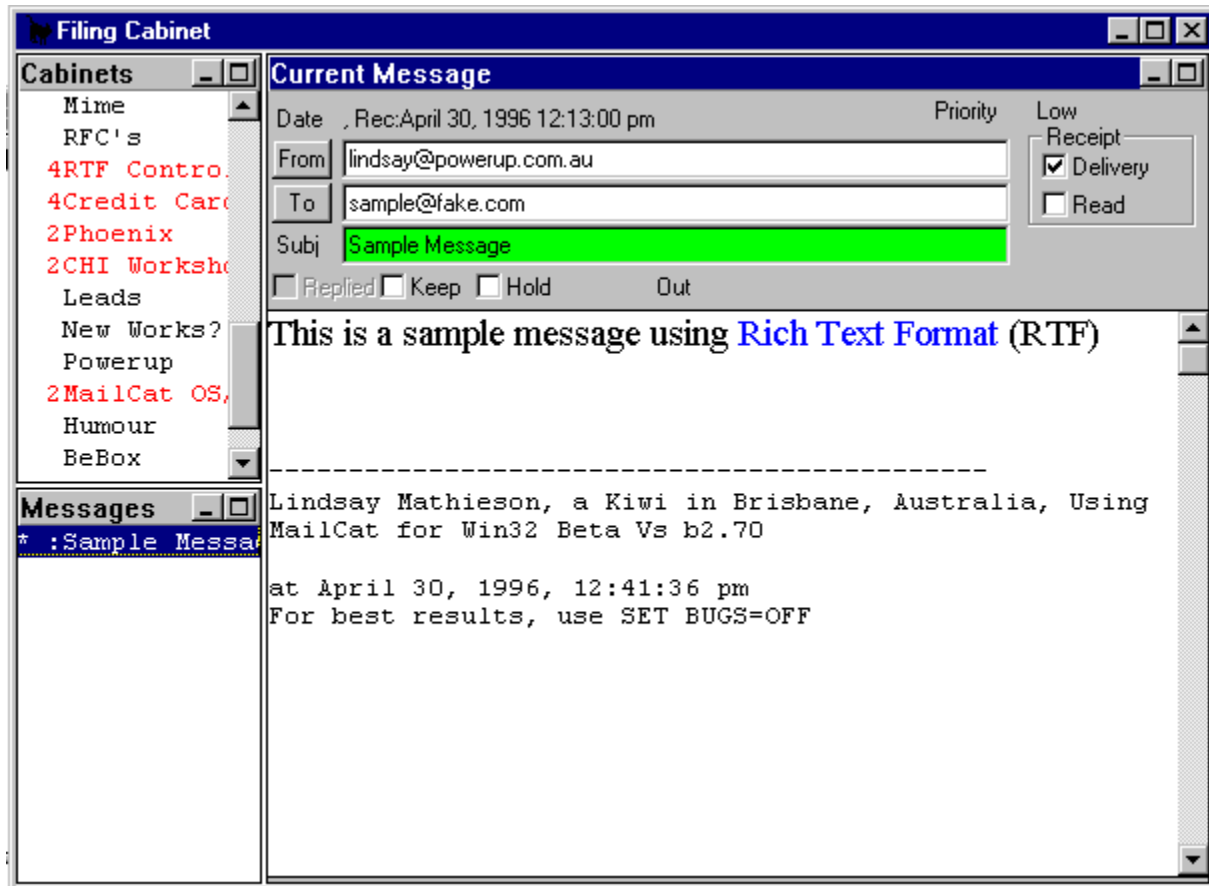 Filing Cabinet
Cabinets
Mime
RFC's
4RTF Contro
4Credit Card
2Phoenix
2CHI Worksho
Leads
New Works?
Powerup
2MailCat OS/
Humour
BeBox
Messages
* :Sample Messa
Current Message
Date , Rec:April 30, 1996 12:13:00 pm Priority Low
From lindsay@powerup.com.au
To sample@fake.com
Subj Sample Message
Receipt
Delivery
Read
Replied Keep Hold Out
This is a sample message using Rich Text Format (RTF)
---------------------------------------------
Lindsay Mathieson, a Kiwi in Brisbane, Australia, Using
MailCat for Win32 Beta Vs b2.70
at April 30, 1996, 12:41:36 pm
For best results, use SET BUGS=OFF